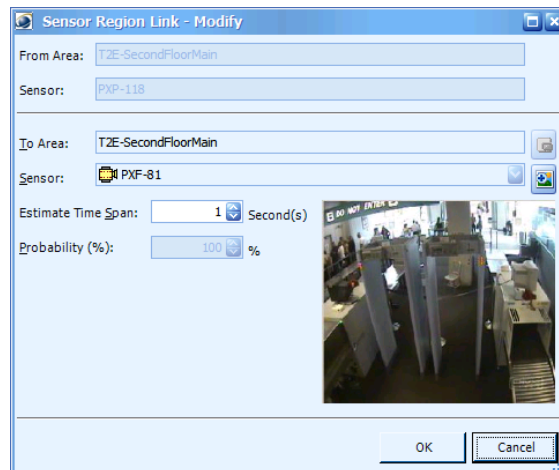 Sensor Region Link - Modify
From Area: T2E-SecondFloorMain
Sensor: PXP-118
To Area: T2E-SecondFloorMain
Sensor: PXF-81
Estimate Time Span: 1 Second(s)
Probability (%): 100 %
DO NOT ENTER
OK Cancel